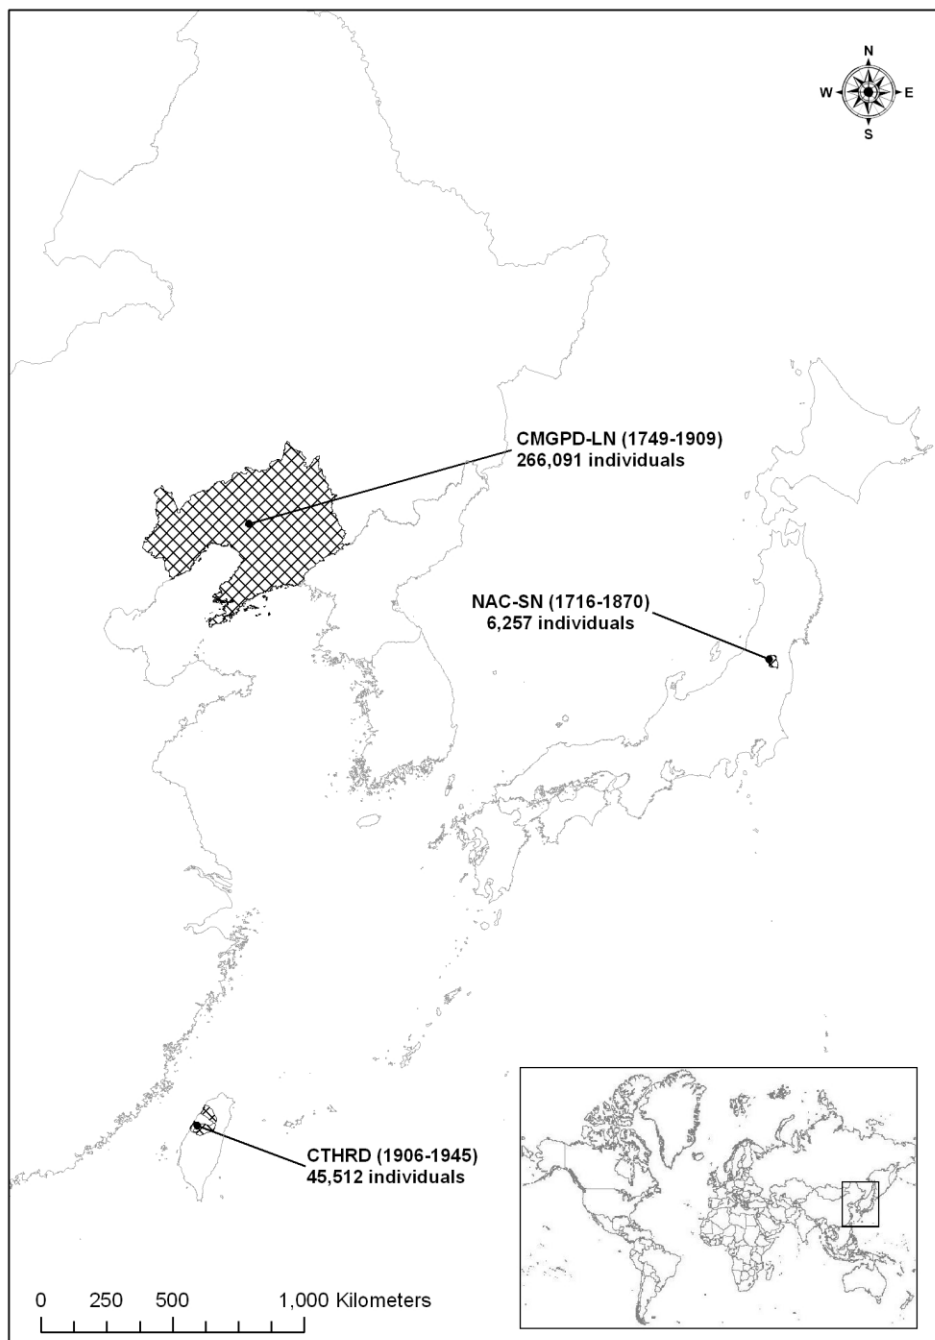 N
W E
S
CMGPD-LN (1749-1909)
266,091 individuals
NAC-SN (1716-1870)
6,257 individuals
CTHRD (1906-1945)
45,512 individuals
0 250 500 1,000 Kilometers